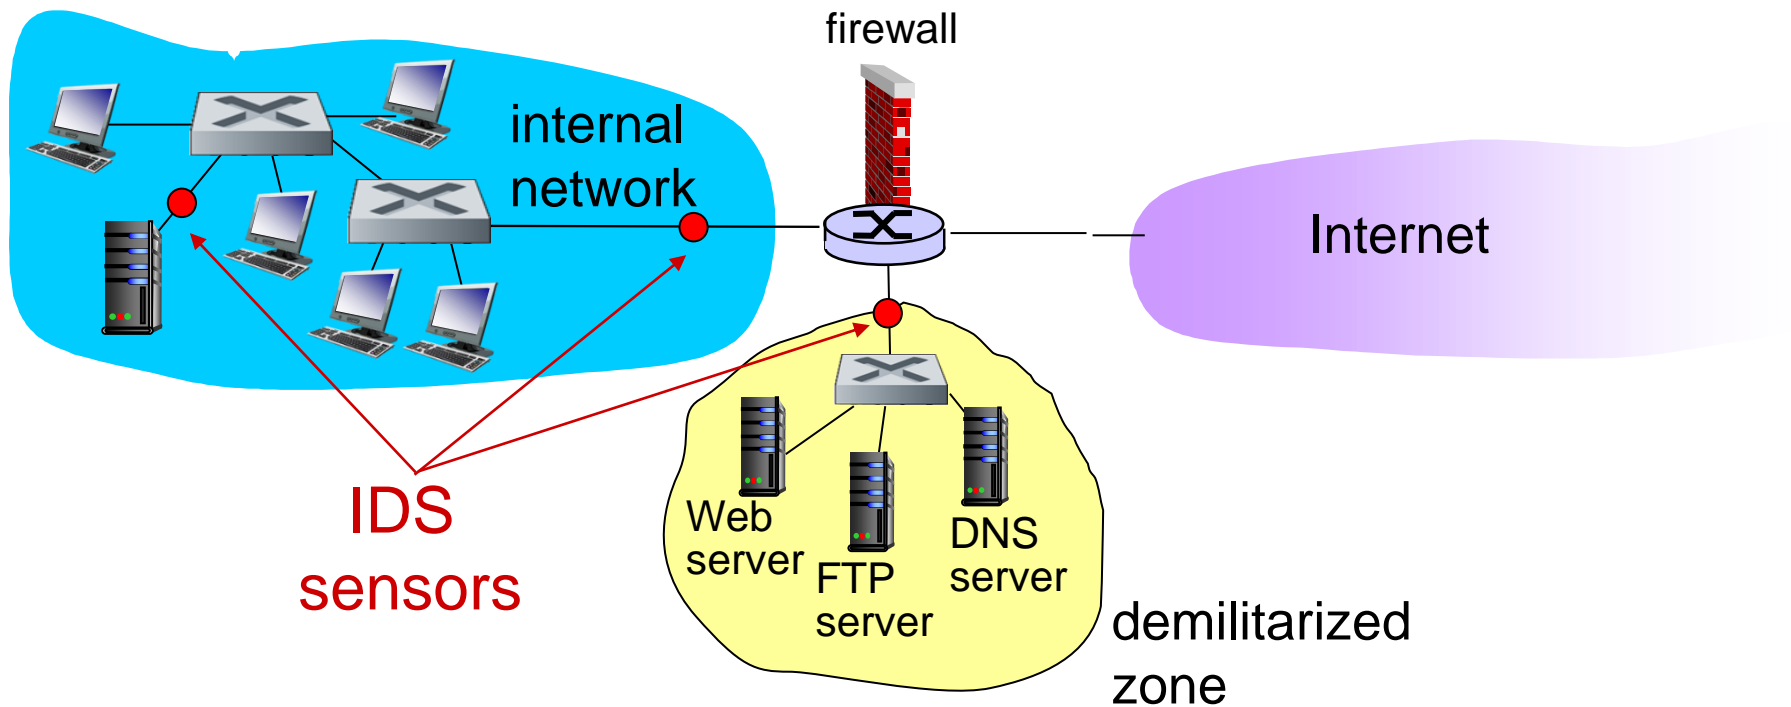 firewall
internal
network
Internet
IDS
sensors
Web
server
FTP
server
DNS
server
demilitarized
zone